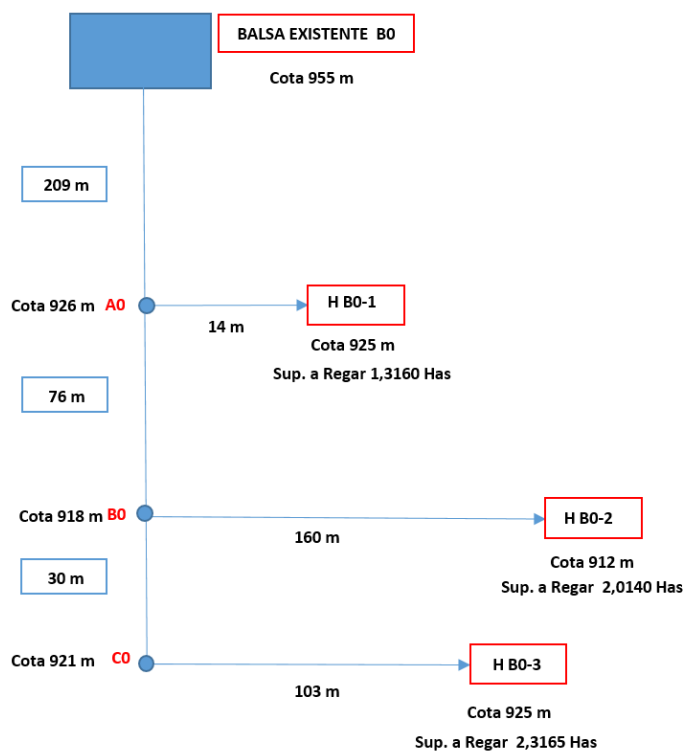 BALSA EXISTENTE B0
Cota 955 m
209 m
Cota 926 m A0
H B0-1
14 m
Cota 925 m
Sup. a Regar 1,3160 Has
76 m
Cota 918 m B0
H B0-2
160 m
Cota 912 m
30 m
Sup. a Regar 2,0140 Has
Cota 921 m C0
H B0-3
103 m
Cota 925 m
Sup. a Regar 2,3165 Has